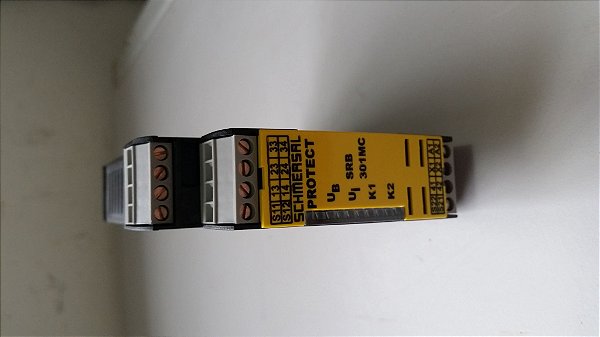 S11 13 23 33
S12 14 24 34
SCHMERSAL
PROTECT
UB
SRB
UI 301MC
K1
K2